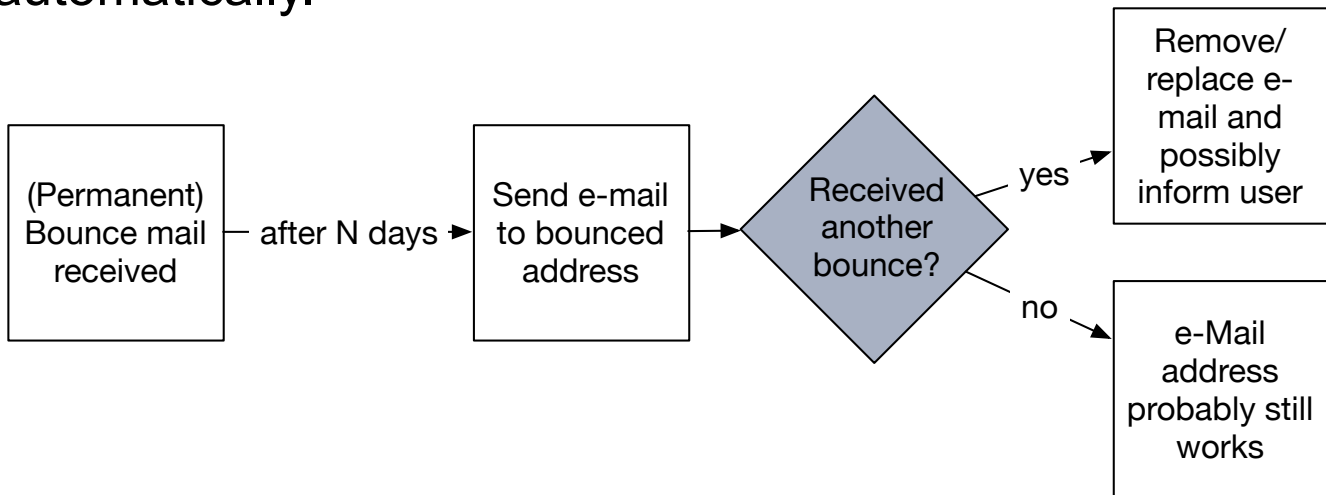 automatically.
(Permanent)
Bounce mail
received
after N days
Send e-mail
to bounced
address
Received
another
bounce?
yes
Remove/
replace e-
mail and
possibly
inform user
no
e-Mail
address
probably still
works